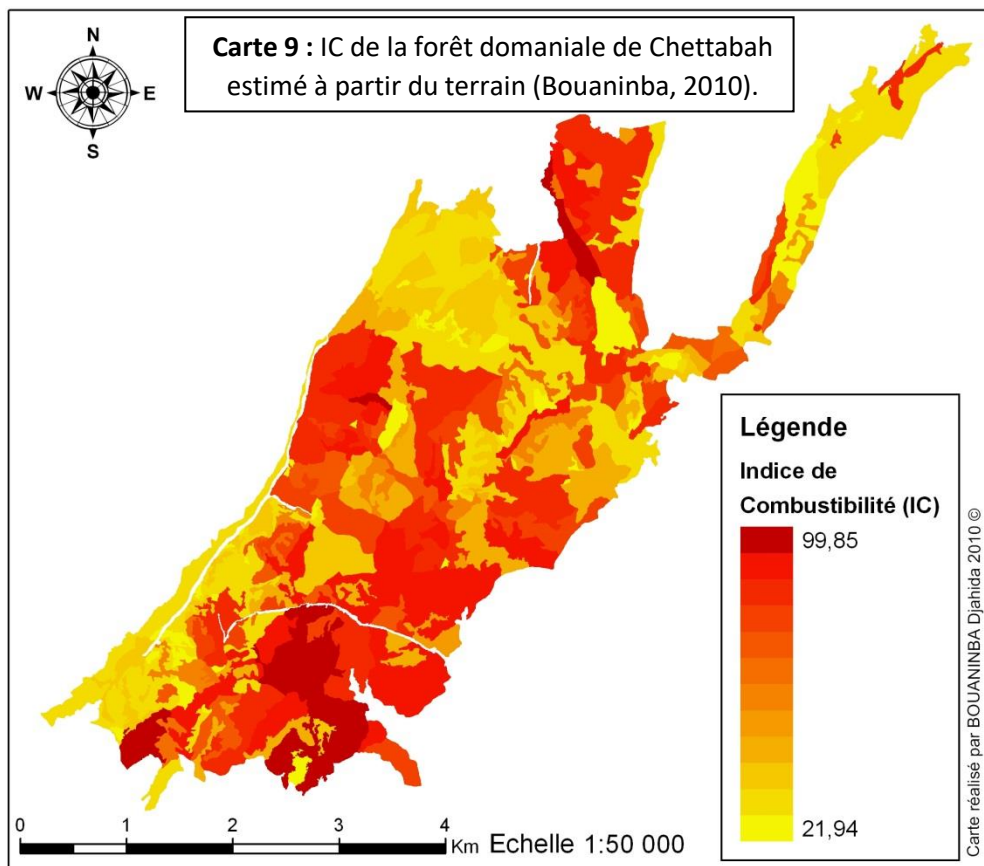 Carte 9 : IC de la forêt domaniale de Chettabah
estimé à partir du terrain (Bouaninba, 2010).
N
W
E
S
Légende
Indice de
Combustibilité (IC)
99,85
21,94
0
1
2
3
4
Km
Echelle 1:50 000
Carte réalisé par BOUANINBA Djahida 2010 ©